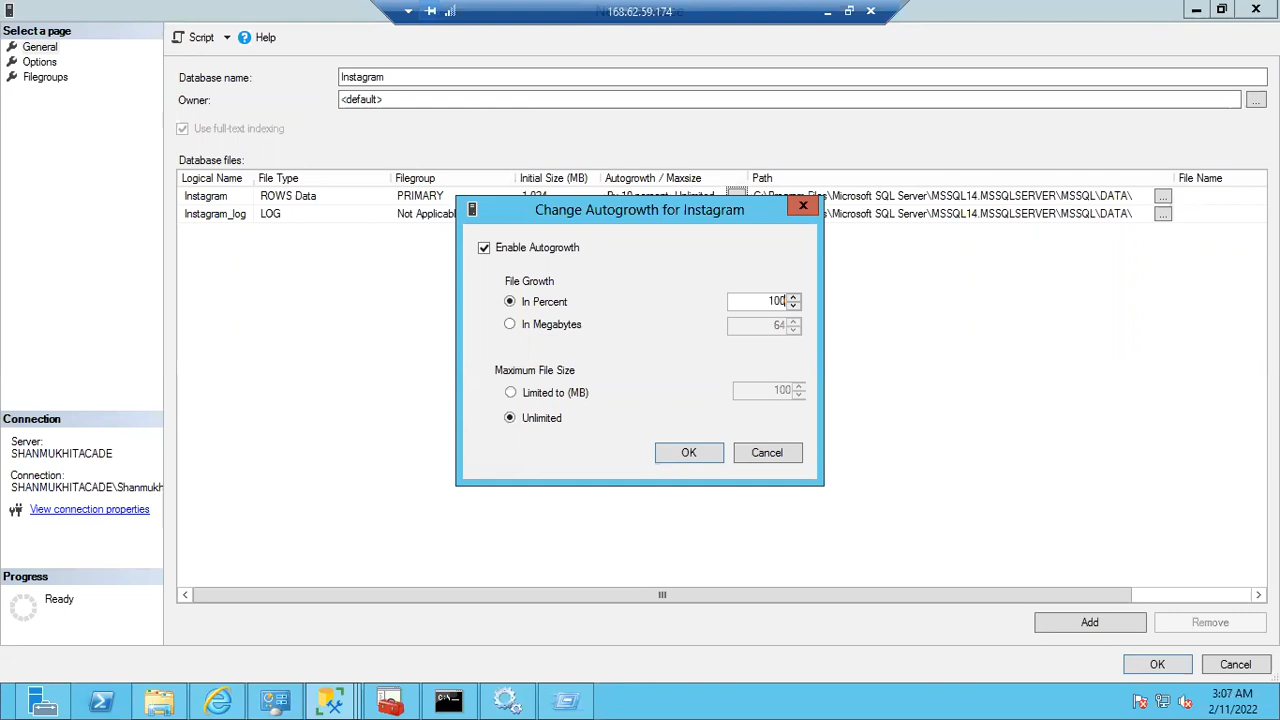 168.62.59.174
Select a page
General
Options
Filegroups
Script
Help
Database name:
Instagram
Owner:
<default>
...
Use full-text indexing
Database files:
Logical Name File Type Filegroup Initial Size (MB) Autogrowth / Maxsize Path File Name
Instagram ROWS Data PRIMARY 1,024 By 10 percent, Unlimited ... C:\Program Files\Microsoft SQL Server\MSSQL14.MSSQLSERVER\MSSQL\DATA\ ...
Instagram_log LOG Not Applicable \Microsoft SQL Server\MSSQL14.MSSQLSERVER\MSSQL\DATA\ ...
Change Autogrowth for Instagram
Enable Autogrowth
File Growth
In Percent 100
In Megabytes 64
Maximum File Size
Limited to (MB) 100
Unlimited
OK Cancel
Connection
Server:
SHANMUKHITACADE
Connection:
SHANMUKHITACADE\Shanmukh
View connection properties
Progress
Ready
Add Remove
OK Cancel
3:07 AM
2/11/2022